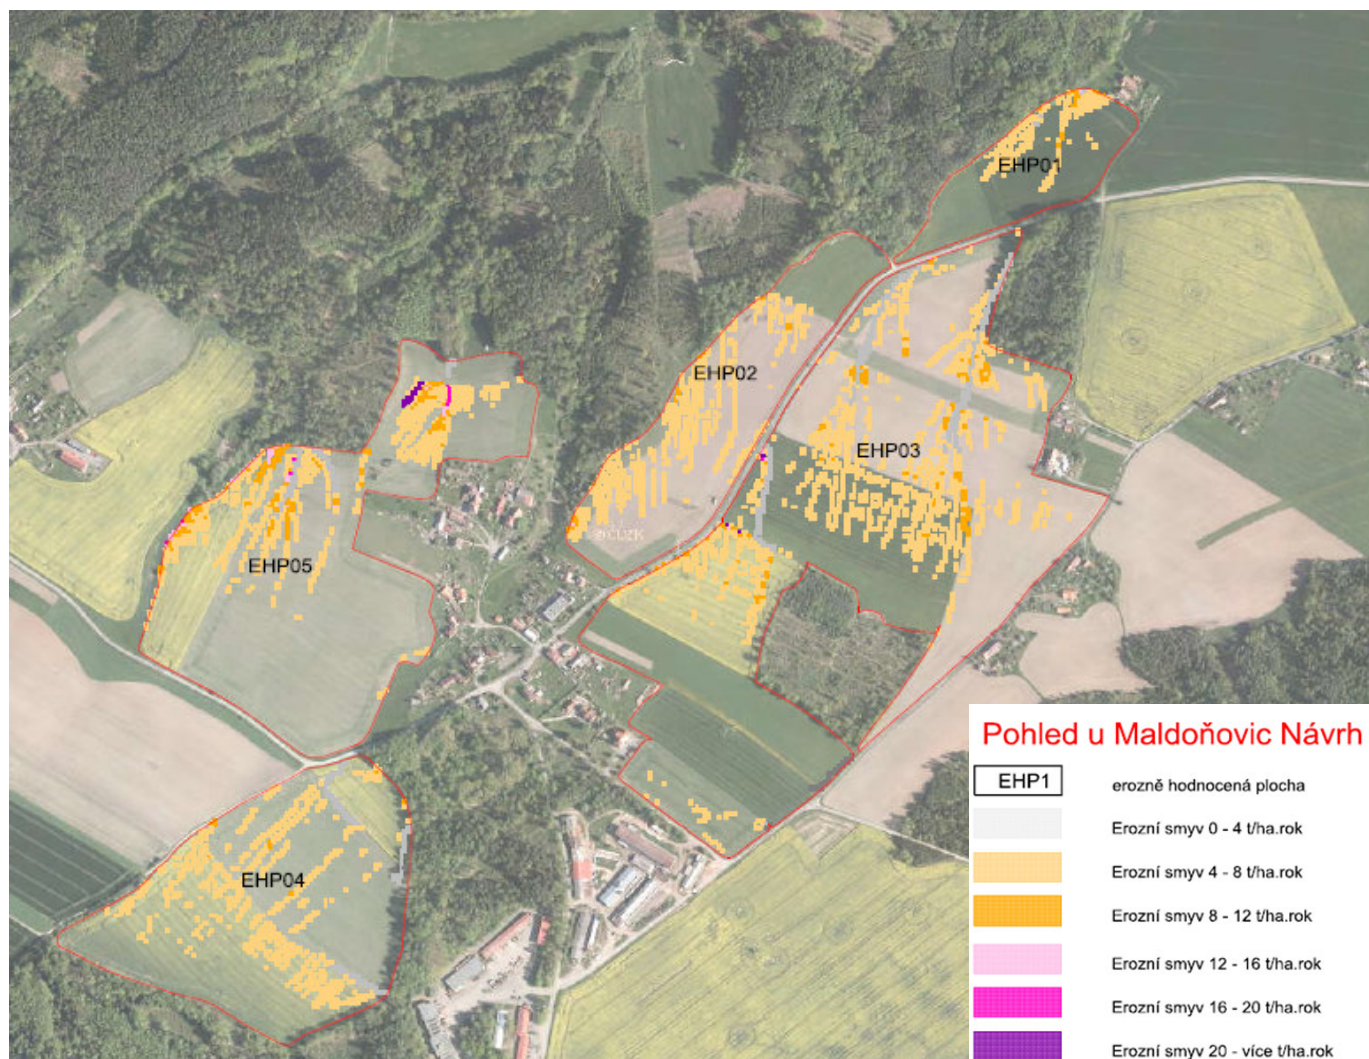 EHP01
EHP02
EHP03
EHP05
EHP04
Pohled u Maldoňovic Návrh
EHP1
erozně hodnocená plocha
Erozní smyv 0 - 4 t/ha.rok
Erozní smyv 4 - 8 t/ha.rok
Erozní smyv 8 - 12 t/ha.rok
Erozní smyv 12 - 16 t/ha.rok
Erozní smyv 16 - 20 t/ha.rok
Erozní smyv 20 - více t/ha.rok